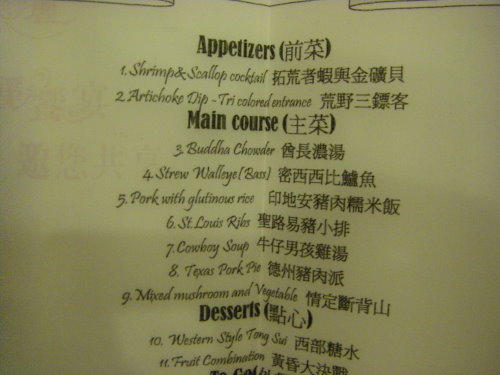 Appetizers (前菜)
1. Shrimp & Scallop cocktail 拓荒者蝦與金礦貝
2. Artichoke Dip - Tri colored entrance 荒野三鏢客
Main course (主菜)
3. Buddha Chowder 酋長濃湯
4. Strew Walleye (Bass) 密西西比鱸魚
5. Pork with glutinous rice 印地安豬肉糯米飯
6. St. Louis Ribs 聖路易豬小排
7. Cowboy Soup 牛仔男孩雞湯
8. Texas Pork Pie 德州豬肉派
9. Mixed mushroom and Vegetable 情定斷背山
Desserts (點心)
10. Western Style Tong Sui 西部糖水
11. Fruit Combination 黃昏大決戰
To Go